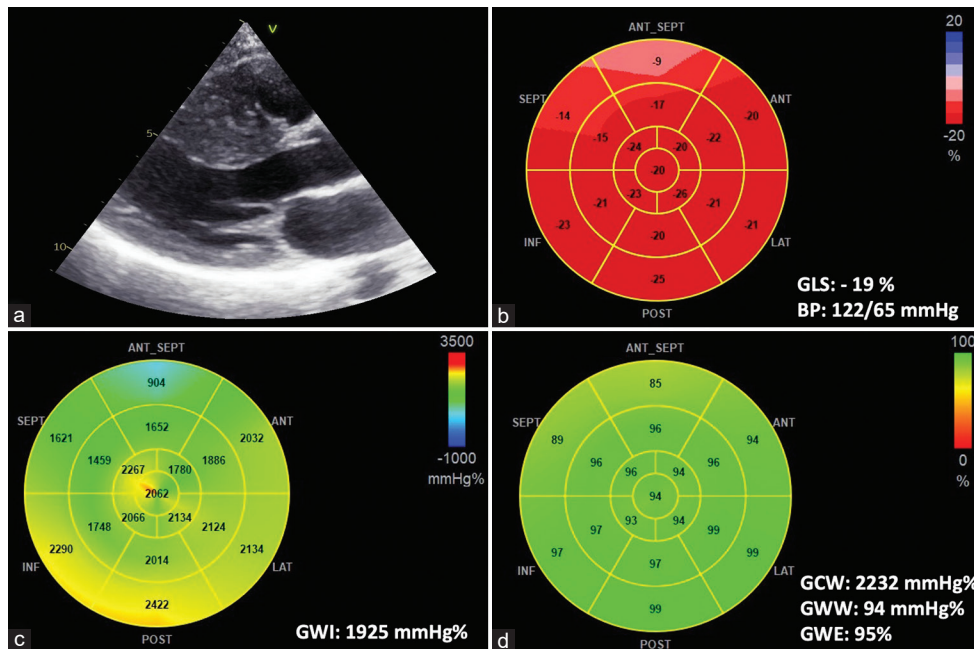 V
5
10
a
ANT_SEPT
20
-9
SEPT
ANT
-14
-17
-20
-15
-22
-24
-20
-20
%
-20
-23
-26
-21
-21
-23
-20
-21
INF
LAT
-25
GLS: - 19 %
BP: 122/65 mmHg
POST
b
ANT_SEPT
3500
904
SEPT
ANT
1621
1652
2032
-1000
1459
1886
mmHg%
2267
1780
2062
2066
2134
1748
2124
2290
2014
2134
INF
LAT
2422
GWI: 1925 mmHg%
POST
c
ANT_SEPT
100
85
SEPT
ANT
89
96
94
0
96
96
%
96
94
94
93
94
97
99
97
97
99
INF
LAT
99
GCW: 2232 mmHg%
GWW: 94 mmHg%
GWE: 95%
POST
d